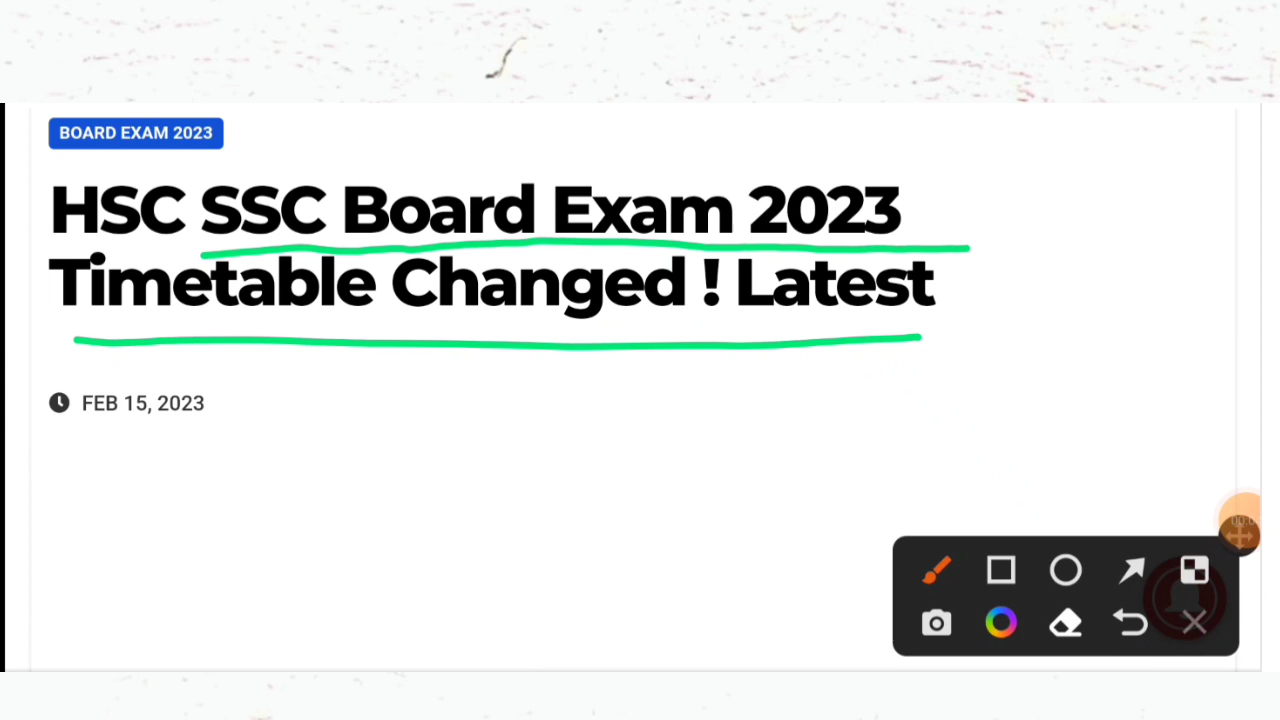 BOARD EXAM 2023
HSC SSC Board Exam 2023
Timetable Changed ! Latest
FEB 15, 2023